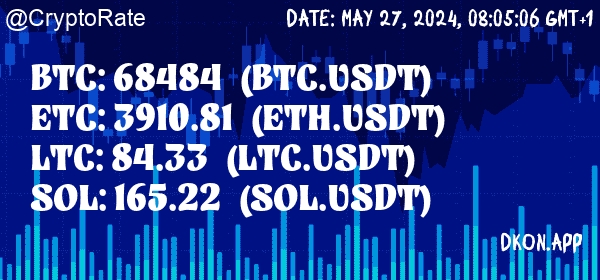 @CryptoRate
DATE: MAY 27, 2024, 08:05:06 GMT+1
BTC: 68484 (BTC.USDT)
ETC: 3910.81 (ETH.USDT)
LTC: 84.33 (LTC.USDT)
SOL: 165.22 (SOL.USDT)
DKON.APP